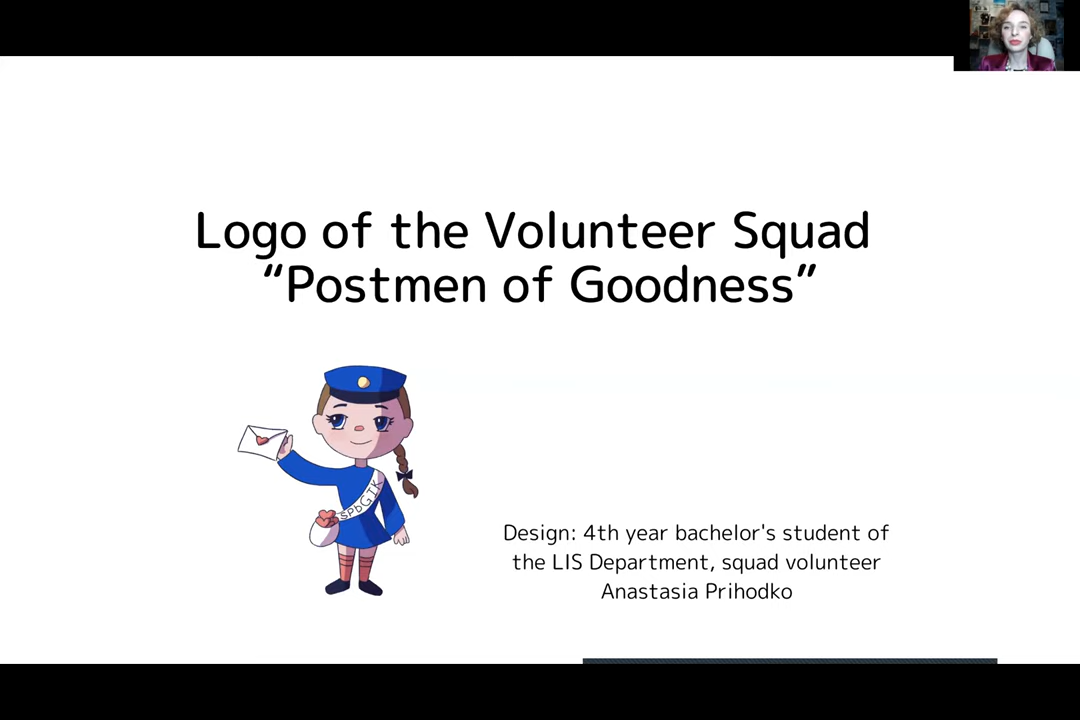 Logo of the Volunteer Squad
“Postmen of Goodness”
SPbGIK
Design: 4th year bachelor's student of
the LIS Department, squad volunteer
Anastasia Prihodko